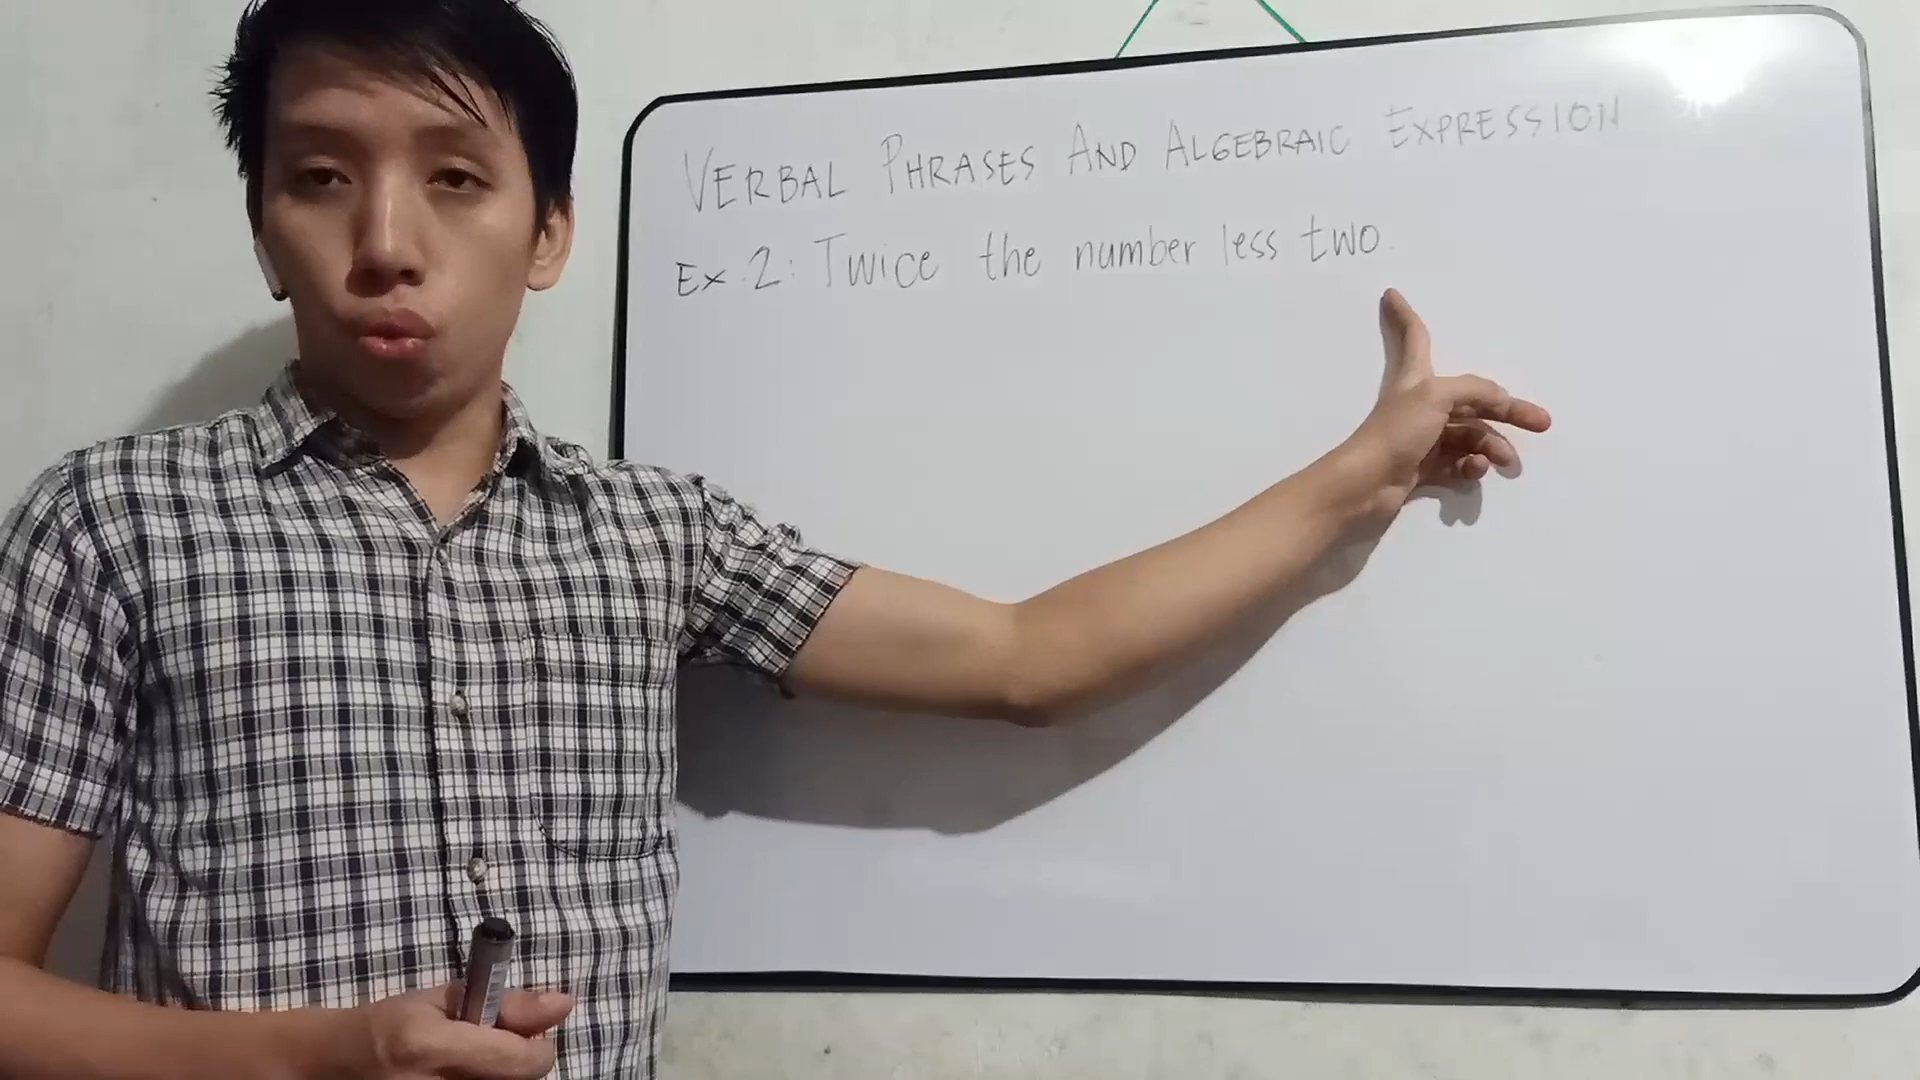 VERBAL PHRASES AND ALGEBRAIC EXPRESSION
Ex. 2: Twice the number less two.